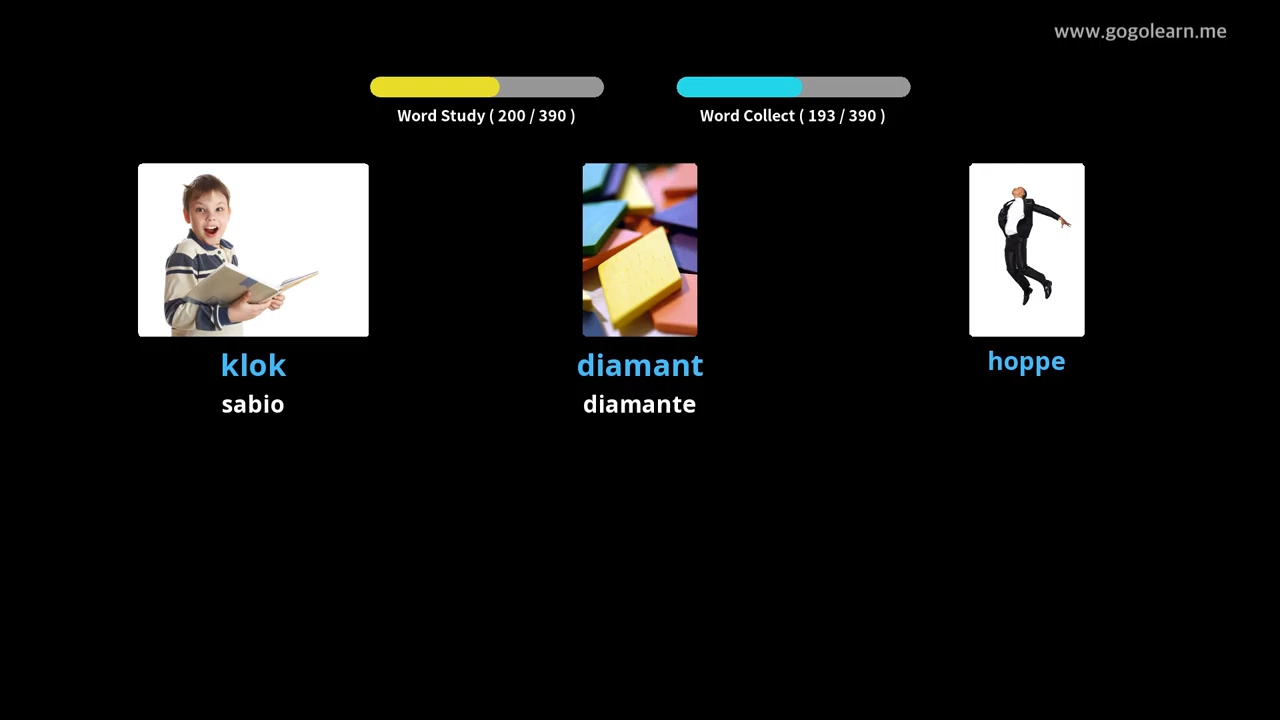 www.gogolearn.me
Word Study ( 200 / 390 )
Word Collect ( 193 / 390 )
klok
diamant
hoppe
sabio
diamante